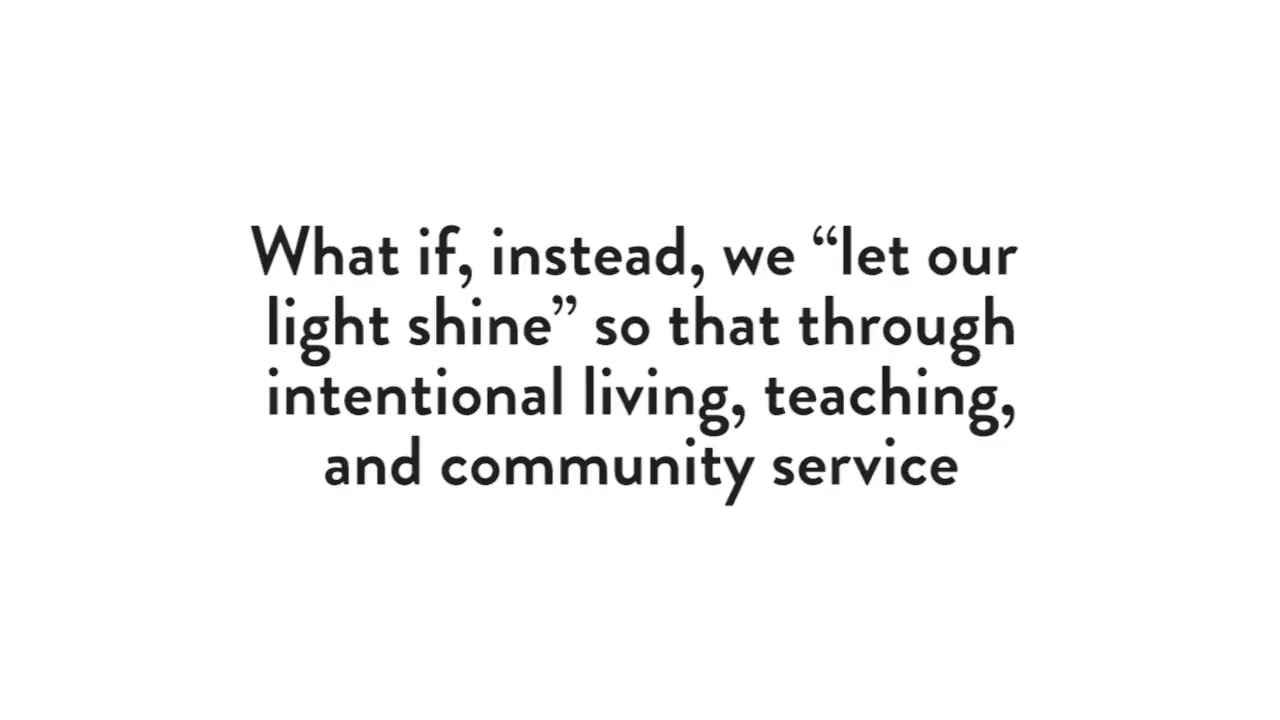 What if, instead, we “let our
light shine” so that through
intentional living, teaching,
and community service